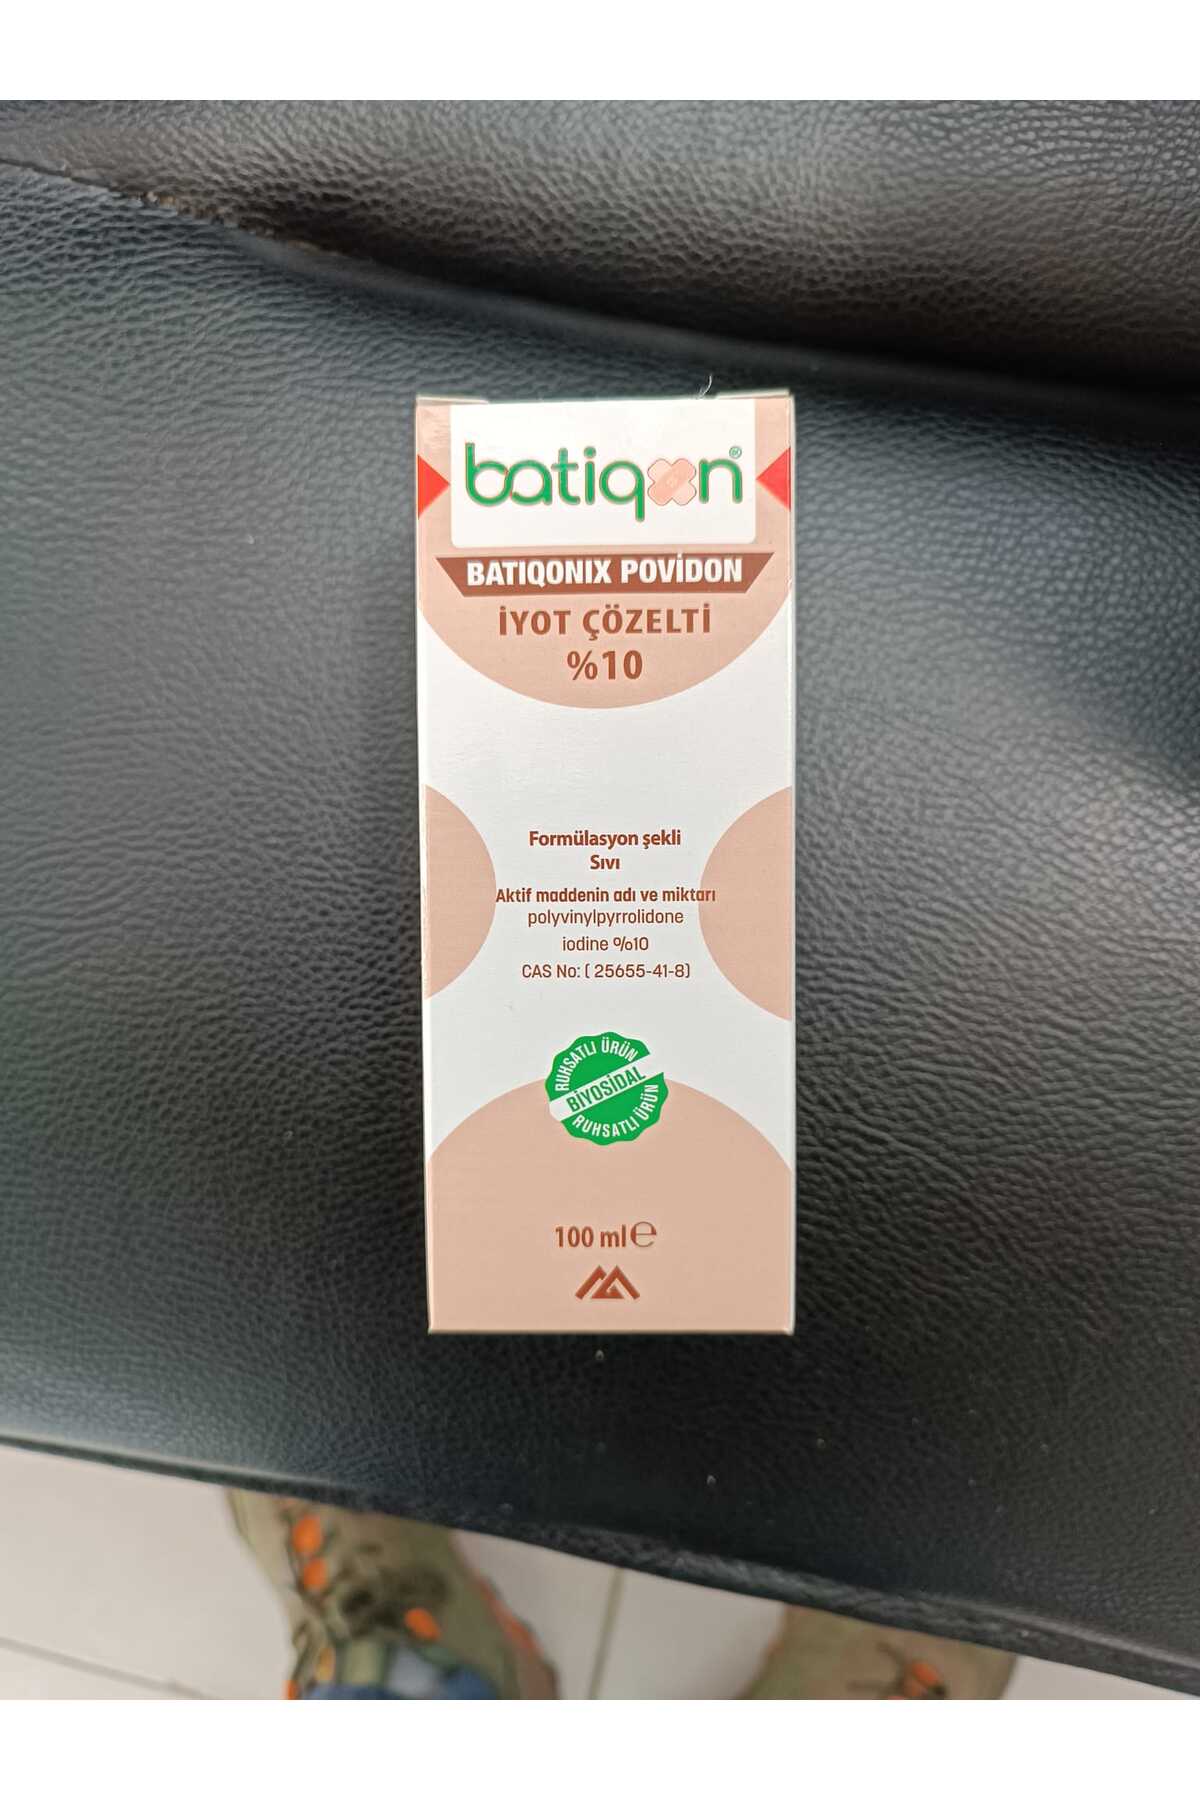 batiqon®
BATIQONIX POVİDON
İYOT ÇÖZELTİ
%10
Formülasyon şekli
Sıvı
Aktif maddenin adı ve miktarı
polyvinylpyrrolidone
iodine %10
CAS No: ( 25655-41-8)
RUHSATLI ÜRÜN
BİYOSİDAL
RUHSATLI ÜRÜN
100 ml ℮